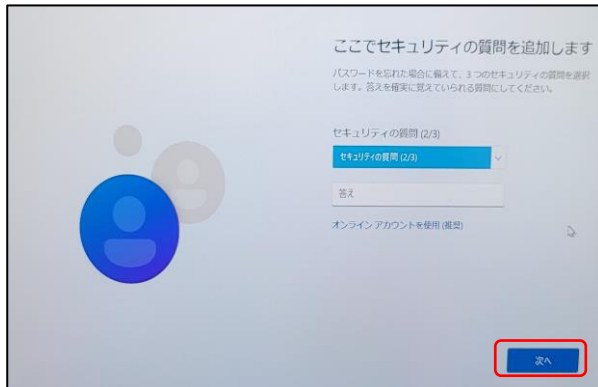 ここでセキュリティの質問を追加します
パスワードを忘れた場合に備えて、3 つのセキュリティの質問を選択
します。答えを確実に覚えていられる質問にしてください。
セキュリティの質問 (2/3)
セキュリティの質問 (2/3)
答え
オンライン アカウントを使用 (推奨)
次へ